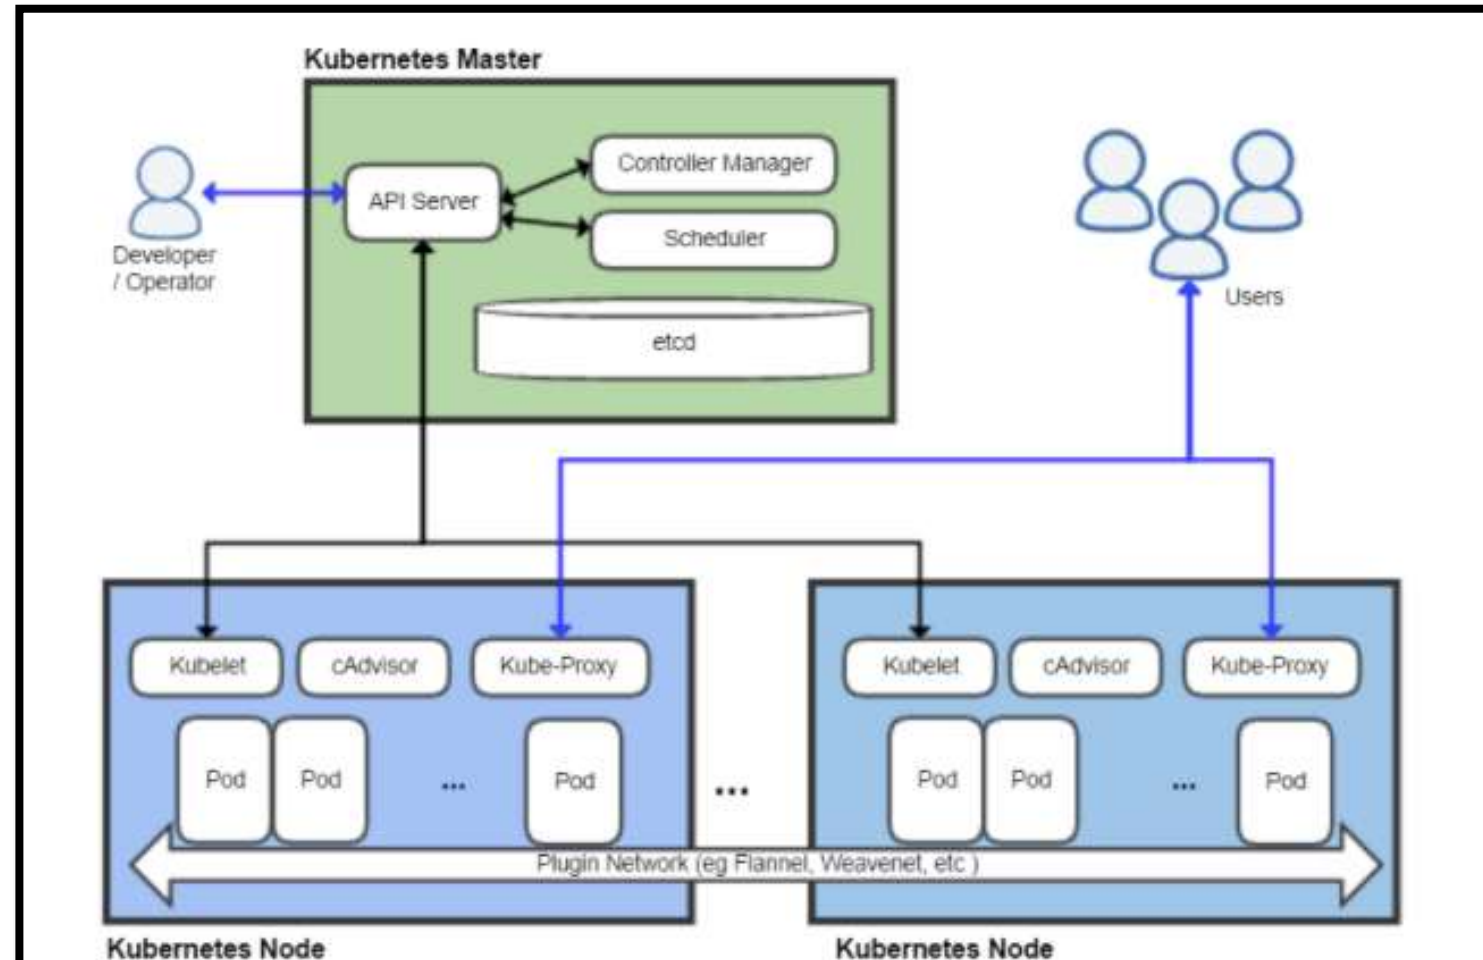 Kubernetes Master
Controller Manager
API Server
Scheduler
Developer
/ Operator
Users
etcd
Kubelet
cAdvisor
Kube-Proxy
Kubelet
cAdvisor
Kube-Proxy
Pod
Pod
...
Pod
...
Pod
Pod
...
Pod
Plugin Network (eg Flannel, Weavenet, etc )
Kubernetes Node
Kubernetes Node